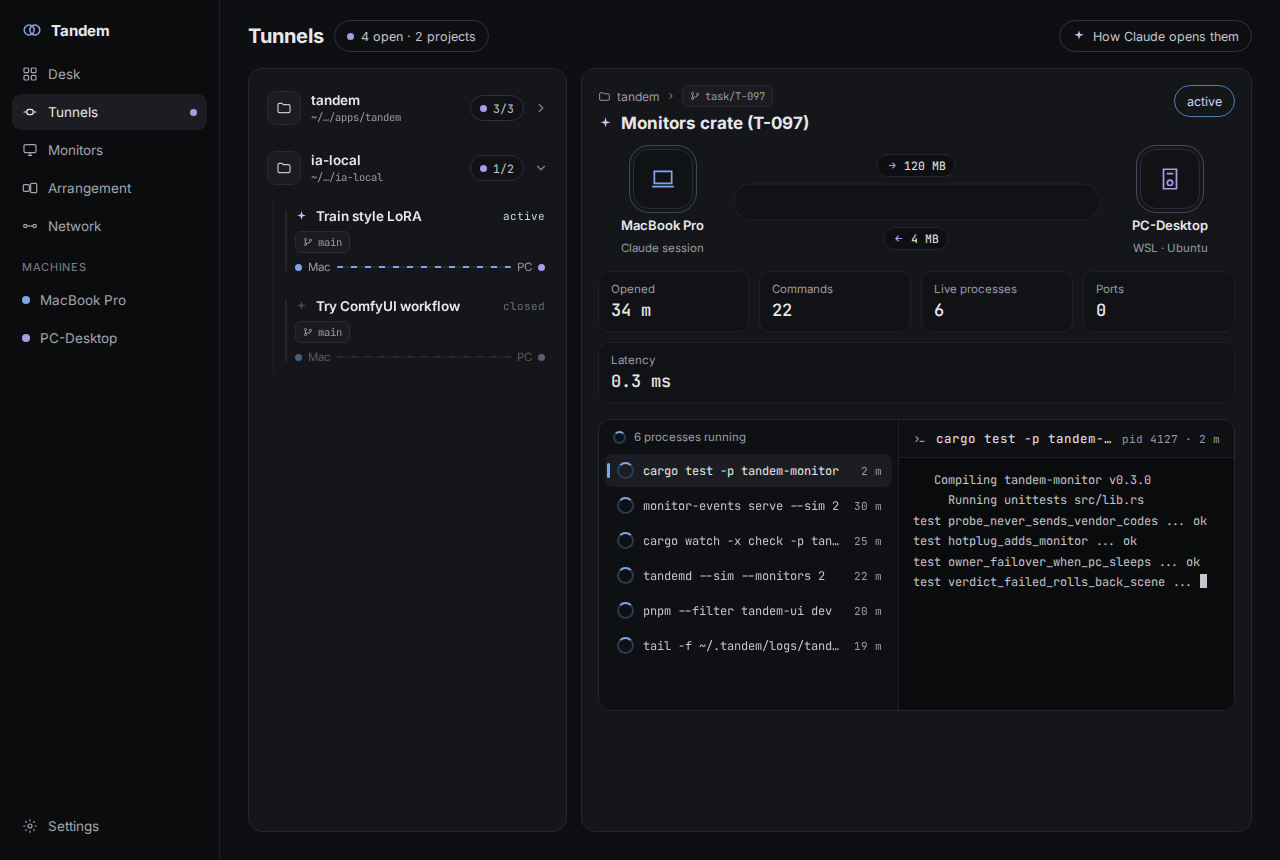 Tandem
Desk
Tunnels
Monitors
Arrangement
Network
MACHINES
MacBook Pro
PC-Desktop
Settings
Tunnels
4 open · 2 projects
How Claude opens them
tandem
~/…/apps/tandem
3/3
ia-local
~/…/ia-local
1/2
Train style LoRA
active
main
Mac
PC
Try ComfyUI workflow
closed
main
Mac
PC
tandem
task/T-097
active
Monitors crate (T-097)
MacBook Pro
Claude session
→ 120 MB
← 4 MB
PC-Desktop
WSL · Ubuntu
Opened
34 m
Commands
22
Live processes
6
Ports
0
Latency
0.3 ms
6 processes running
cargo test -p tandem-monitor 2 m
monitor-events serve --sim 2 30 m
cargo watch -x check -p tan… 25 m
tandemd --sim --monitors 2 22 m
pnpm --filter tandem-ui dev 20 m
tail -f ~/.tandem/logs/tand… 19 m
cargo test -p tandem-… pid 4127 · 2 m
Compiling tandem-monitor v0.3.0
Running unittests src/lib.rs
test probe_never_sends_vendor_codes ... ok
test hotplug_adds_monitor ... ok
test owner_failover_when_pc_sleeps ... ok
test verdict_failed_rolls_back_scene ...